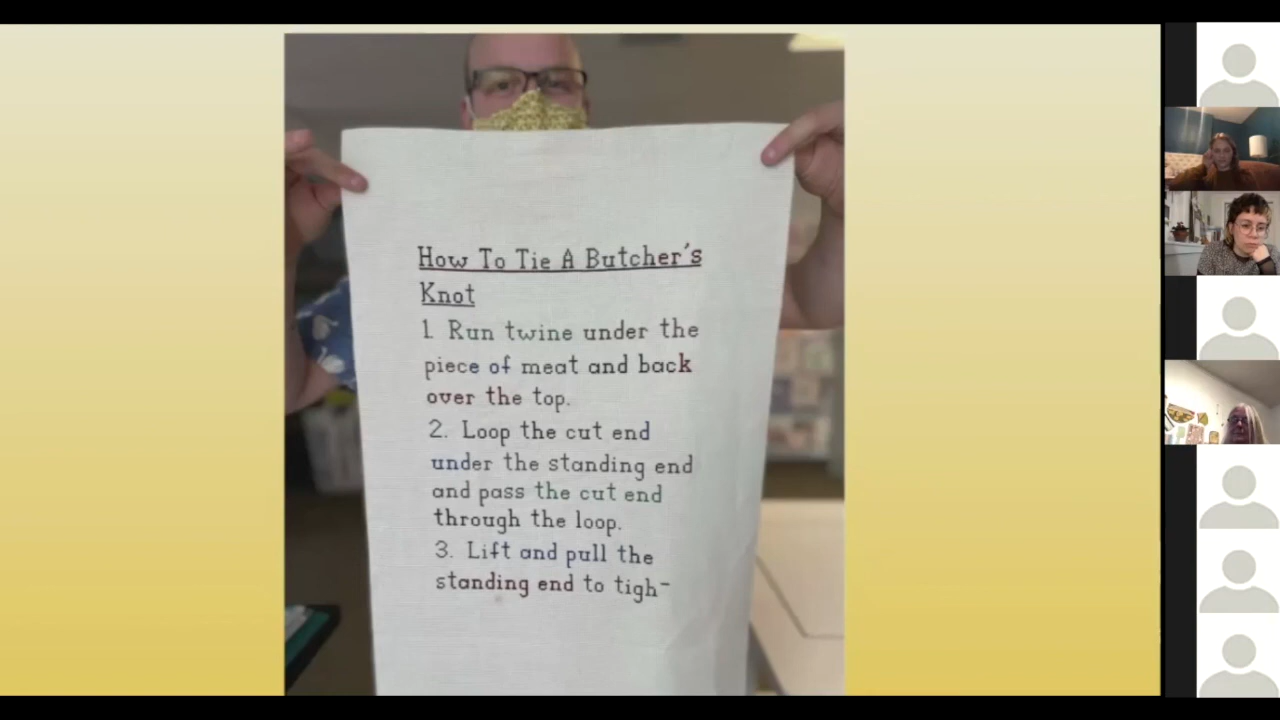 How To Tie A Butcher's
Knot
1. Run twine under the
piece of meat and back
over the top.
2. Loop the cut end
under the standing end
and pass the cut end
through the loop.
3. Lift and pull the
standing end to tigh-